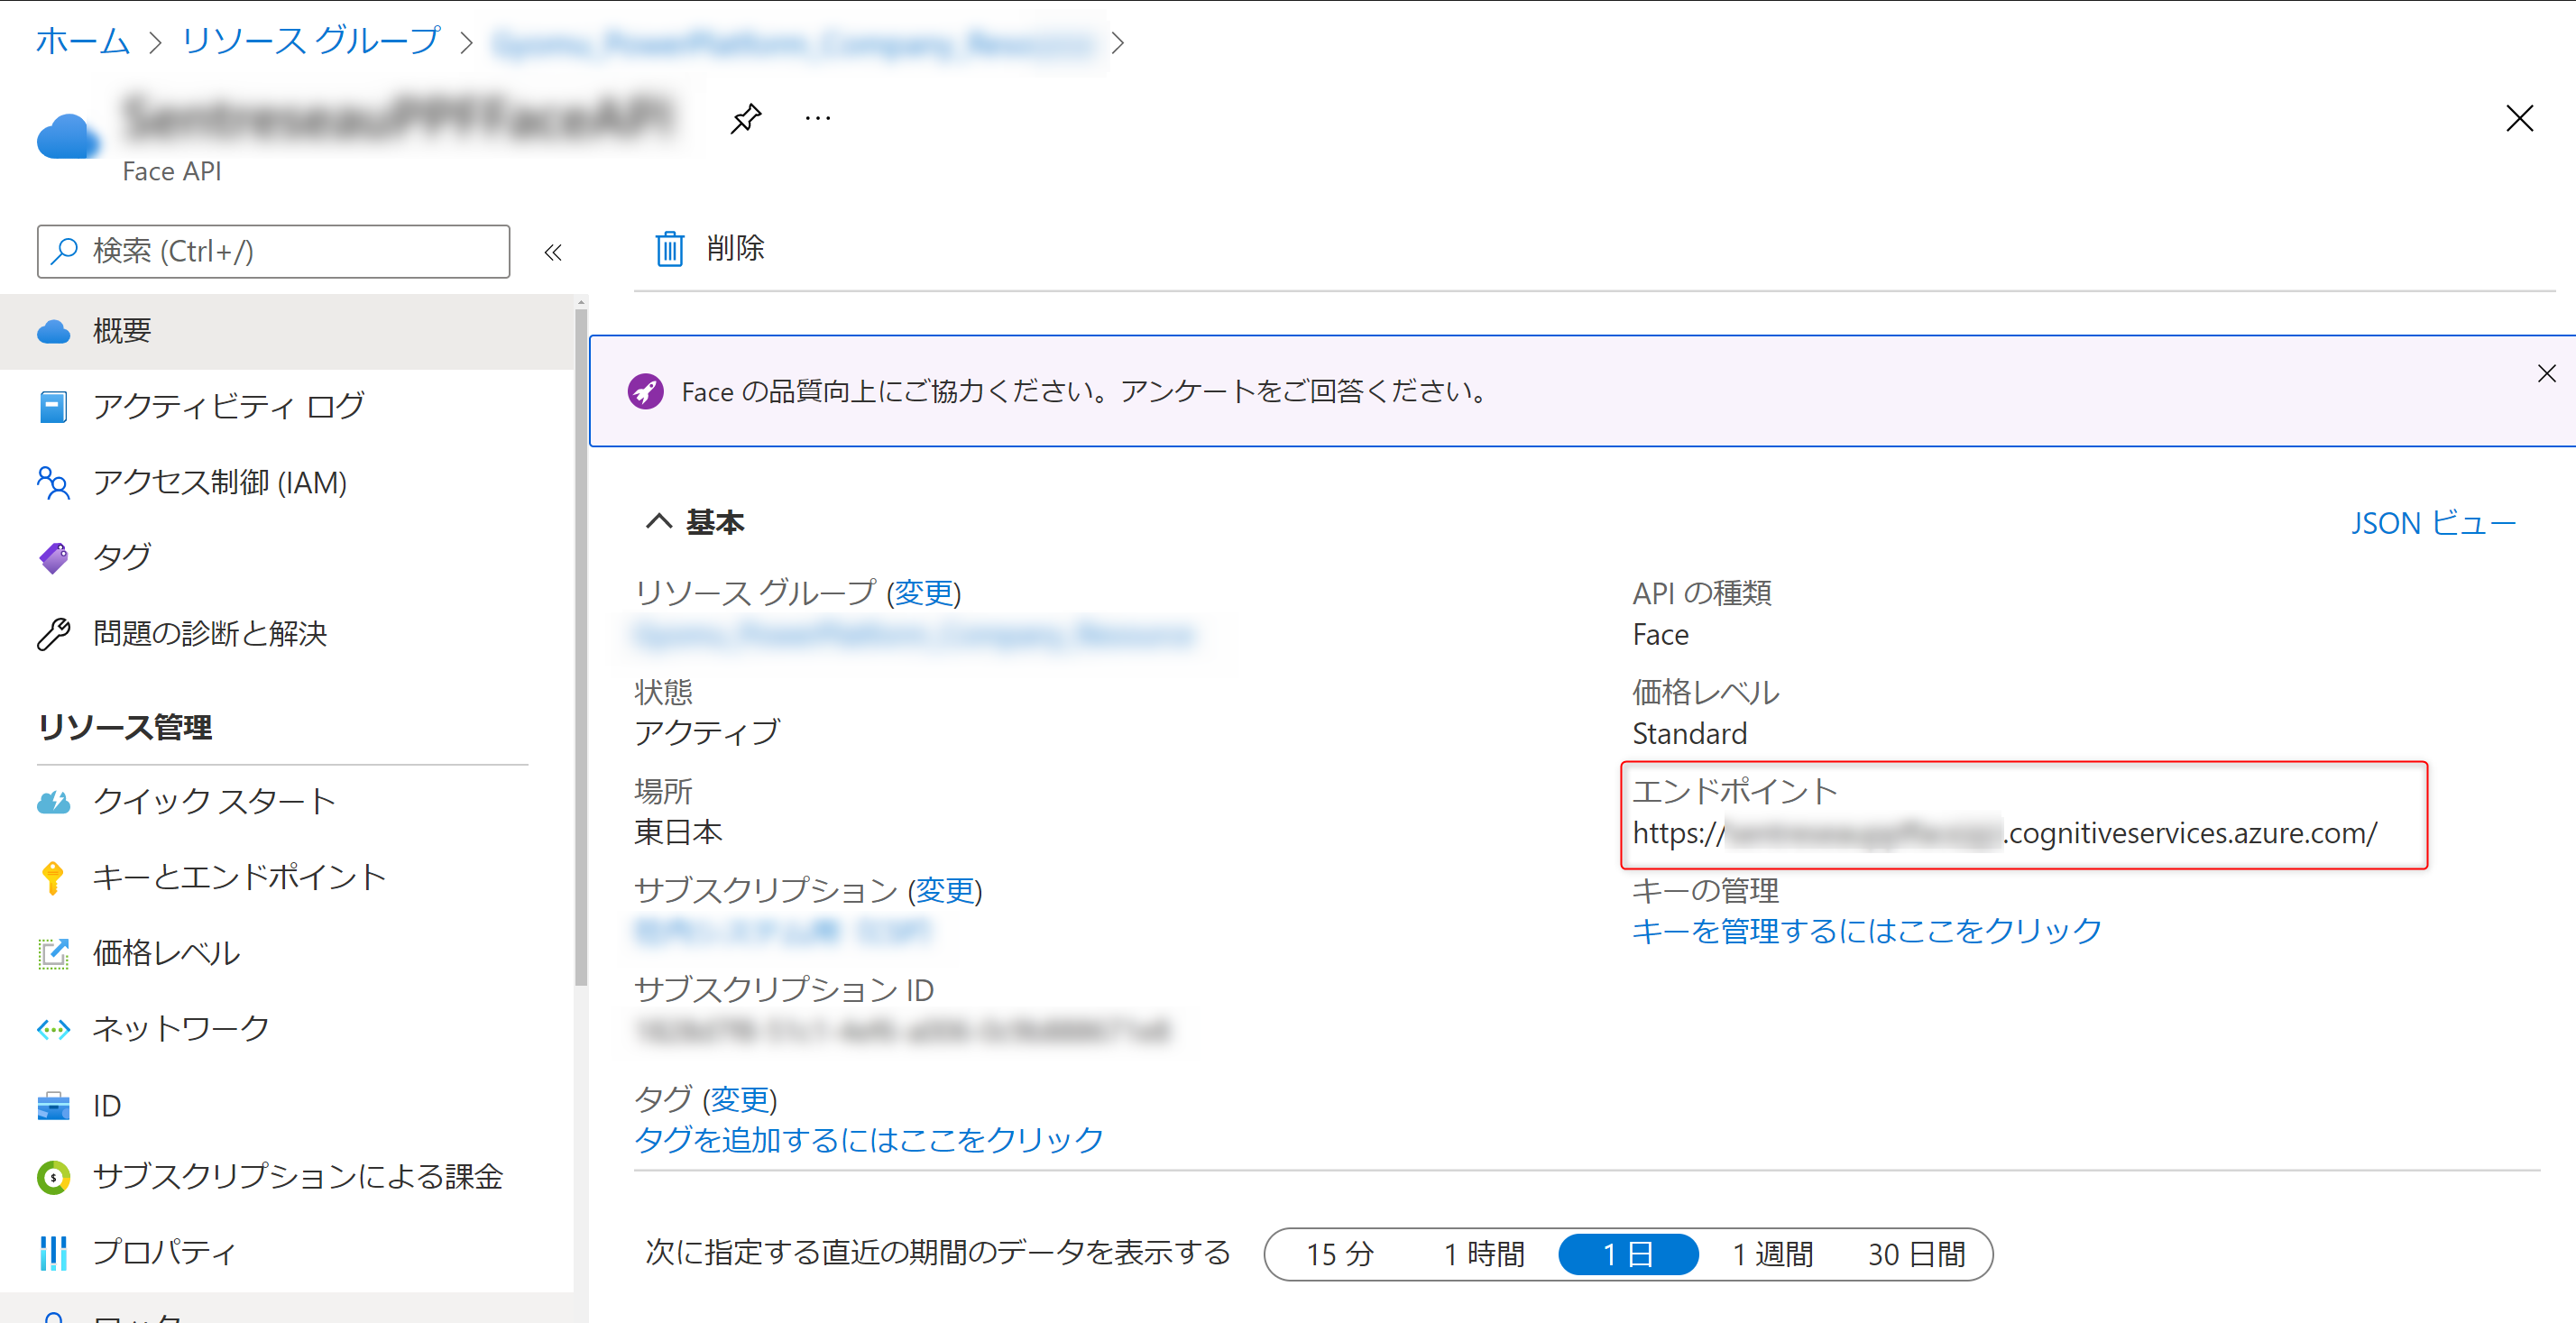 ホーム > リソース グループ > >
…
Face API
検索 (Ctrl+/)
«
削除
概要
アクティビティ ログ
アクセス制御 (IAM)
タグ
問題の診断と解決
リソース管理
クイック スタート
キーとエンドポイント
価格レベル
ネットワーク
ID
サブスクリプションによる課金
プロパティ
Face の品質向上にご協力ください。アンケートをご回答ください。
基本
JSON ビュー
リソース グループ (変更)
状態
アクティブ
場所
東日本
サブスクリプション (変更)
サブスクリプション ID
タグ (変更)
タグを追加するにはここをクリック
API の種類
Face
価格レベル
Standard
エンドポイント
https:// .cognitiveservices.azure.com/
キーの管理
キーを管理するにはここをクリック
次に指定する直近の期間のデータを表示する
15 分
1 時間
1 日
1 週間
30 日間